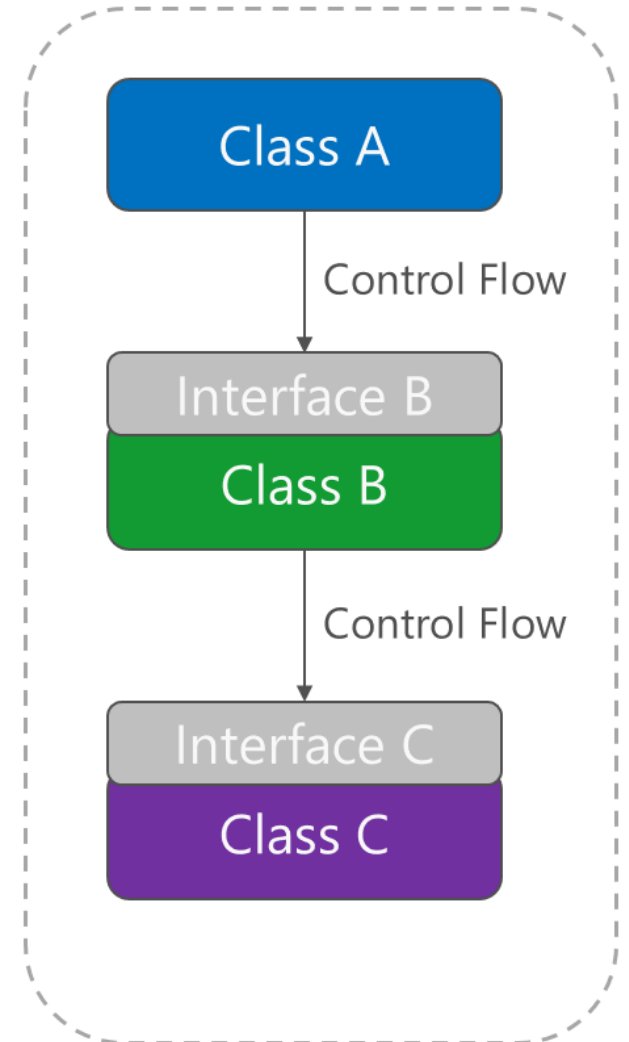 Class A
Control Flow
Interface B
Class B
Control Flow
Interface C
Class C